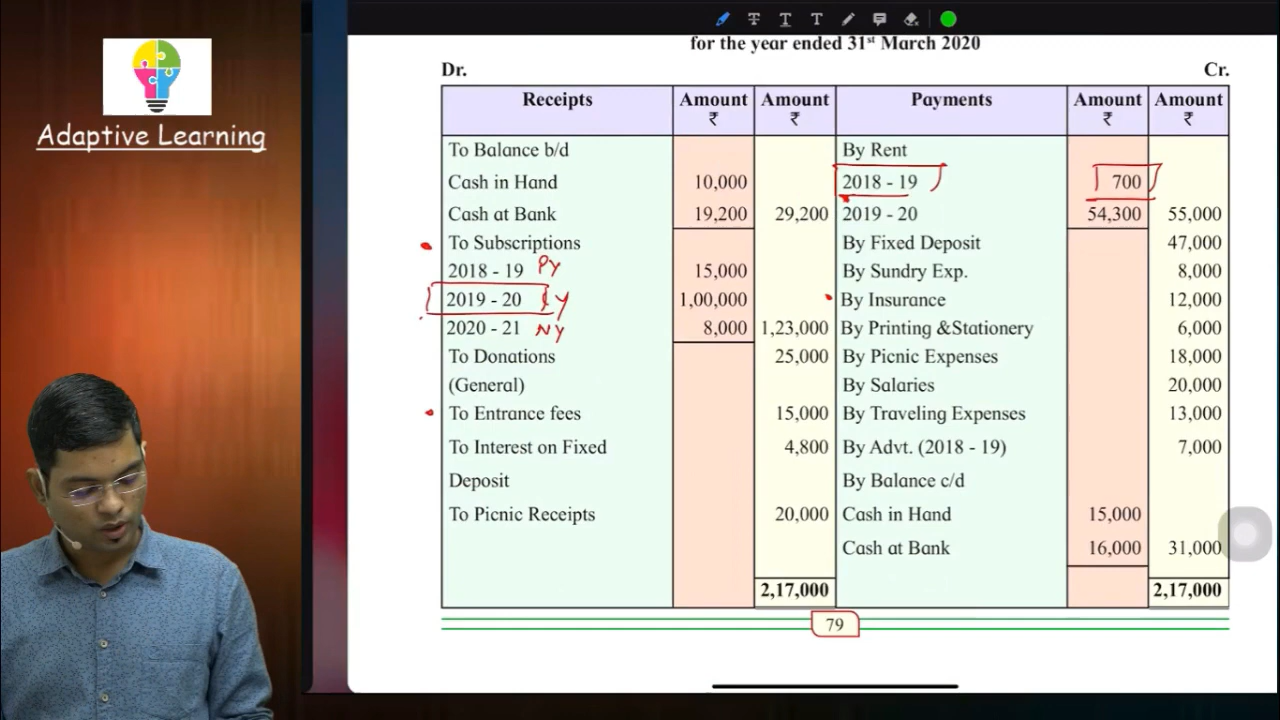 Adaptive Learning
for the year ended 31st March 2020
Dr. Cr.
Receipts Amount ₹ Amount ₹ Payments Amount ₹ Amount ₹
To Balance b/d By Rent
Cash in Hand 10,000 2018 - 19 700
Cash at Bank 19,200 29,200 2019 - 20 54,300 55,000
To Subscriptions By Fixed Deposit 47,000
2018 - 19 PY 15,000 By Sundry Exp. 8,000
2019 - 20 CY 1,00,000 By Insurance 12,000
2020 - 21 NY 8,000 1,23,000 By Printing &Stationery 6,000
To Donations 25,000 By Picnic Expenses 18,000
(General) By Salaries 20,000
To Entrance fees 15,000 By Traveling Expenses 13,000
To Interest on Fixed 4,800 By Advt. (2018 - 19) 7,000
Deposit By Balance c/d
To Picnic Receipts 20,000 Cash in Hand 15,000
Cash at Bank 16,000 31,000
2,17,000 2,17,000
79